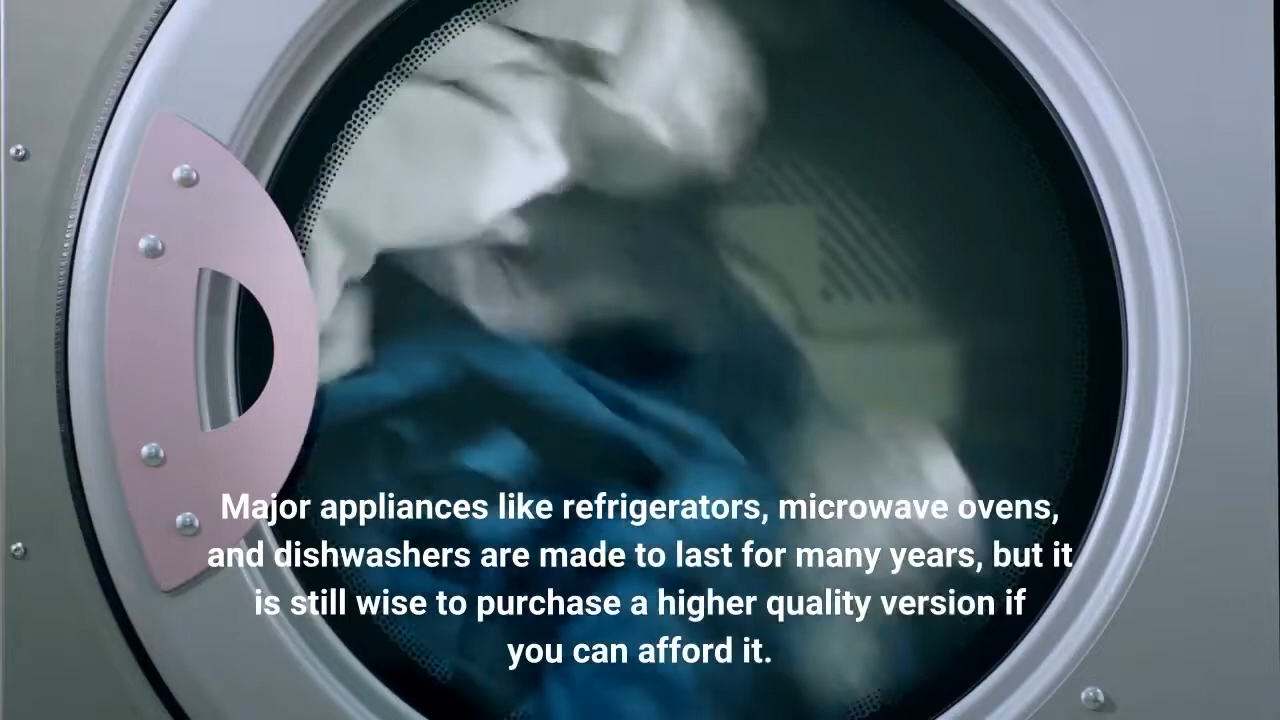 Major appliances like refrigerators, microwave ovens,
and dishwashers are made to last for many years, but it
is still wise to purchase a higher quality version if
you can afford it.